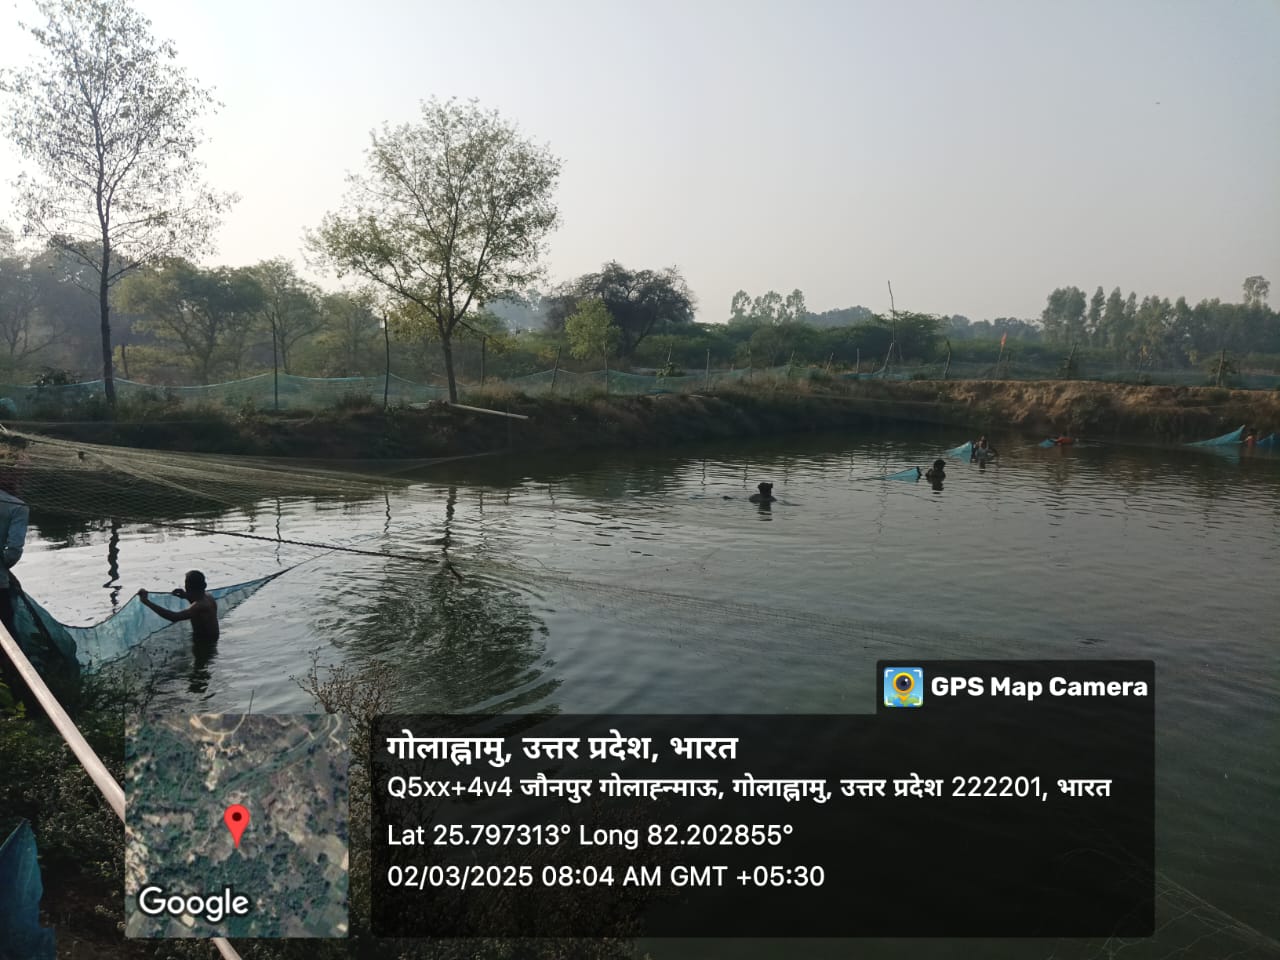 GPS Map Camera
गोलाह्नामु, उत्तर प्रदेश, भारत
Q5xx+4v4 जौनपुर गोलाह्न्माऊ, गोलाह्नामु, उत्तर प्रदेश 222201, भारत
Lat 25.797313° Long 82.202855°
02/03/2025 08:04 AM GMT +05:30
Google